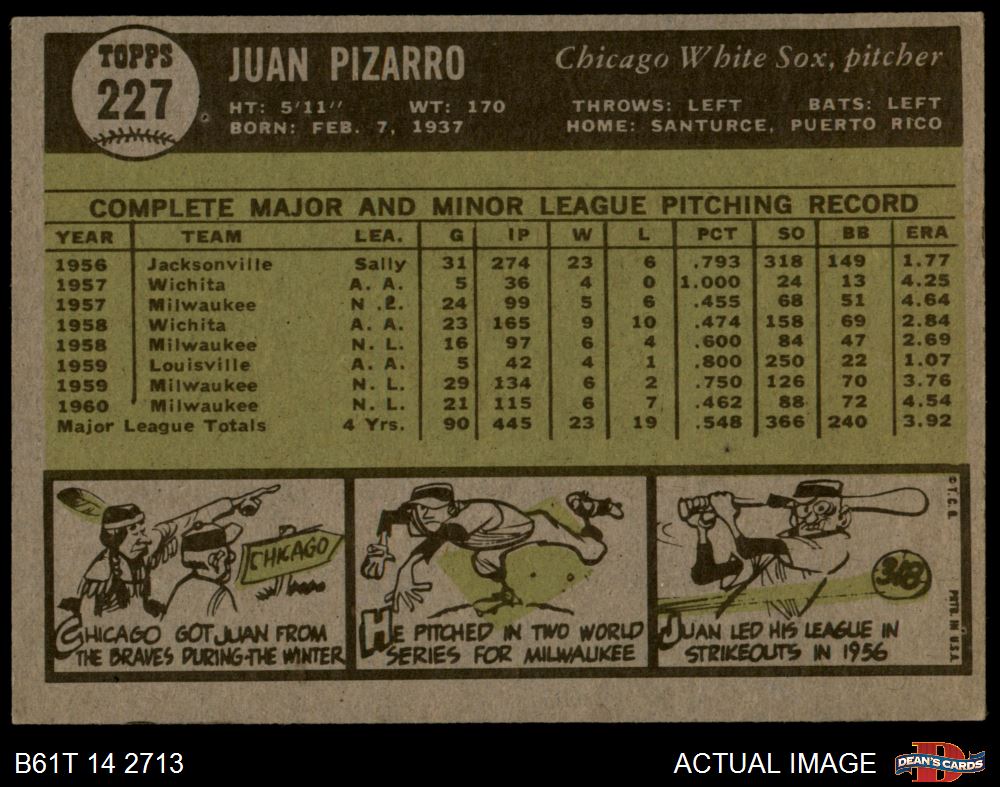 TOPPS
227
JUAN PIZARRO
Chicago White Sox, pitcher
HT: 5'11" WT: 170 THROWS: LEFT BATS: LEFT
BORN: FEB. 7, 1937 HOME: SANTURCE, PUERTO RICO
COMPLETE MAJOR AND MINOR LEAGUE PITCHING RECORD
YEAR TEAM LEA. G IP W L PCT SO BB ERA
1956 Jacksonville Sally 31 274 23 6 .793 318 149 1.77
1957 Wichita A. A. 5 36 4 0 1.000 24 13 4.25
1957 Milwaukee N .L. 24 99 5 6 .455 68 51 4.64
1958 Wichita A. A. 23 165 9 10 .474 158 69 2.84
1958 Milwaukee N. L. 16 97 6 4 .600 84 47 2.69
1959 Louisville A. A. 5 42 4 1 .800 250 22 1.07
1959 Milwaukee N. L. 29 134 6 2 .750 126 70 3.76
1960 Milwaukee N. L. 21 115 6 7 .462 88 72 4.54
Major League Totals 4 Yrs. 90 445 23 19 .548 366 240 3.92
CHICAGO
CHICAGO GOT JUAN FROM
THE BRAVES DURING-THE WINTER
HE PITCHED IN TWO WORLD
SERIES FOR MILWAUKEE
318
JUAN LED HIS LEAGUE IN
STRIKEOUTS IN 1956
© T.C.G. PRTD. IN U.S.A.
B61T 14 2713
ACTUAL IMAGE
DEAN'S CARDS